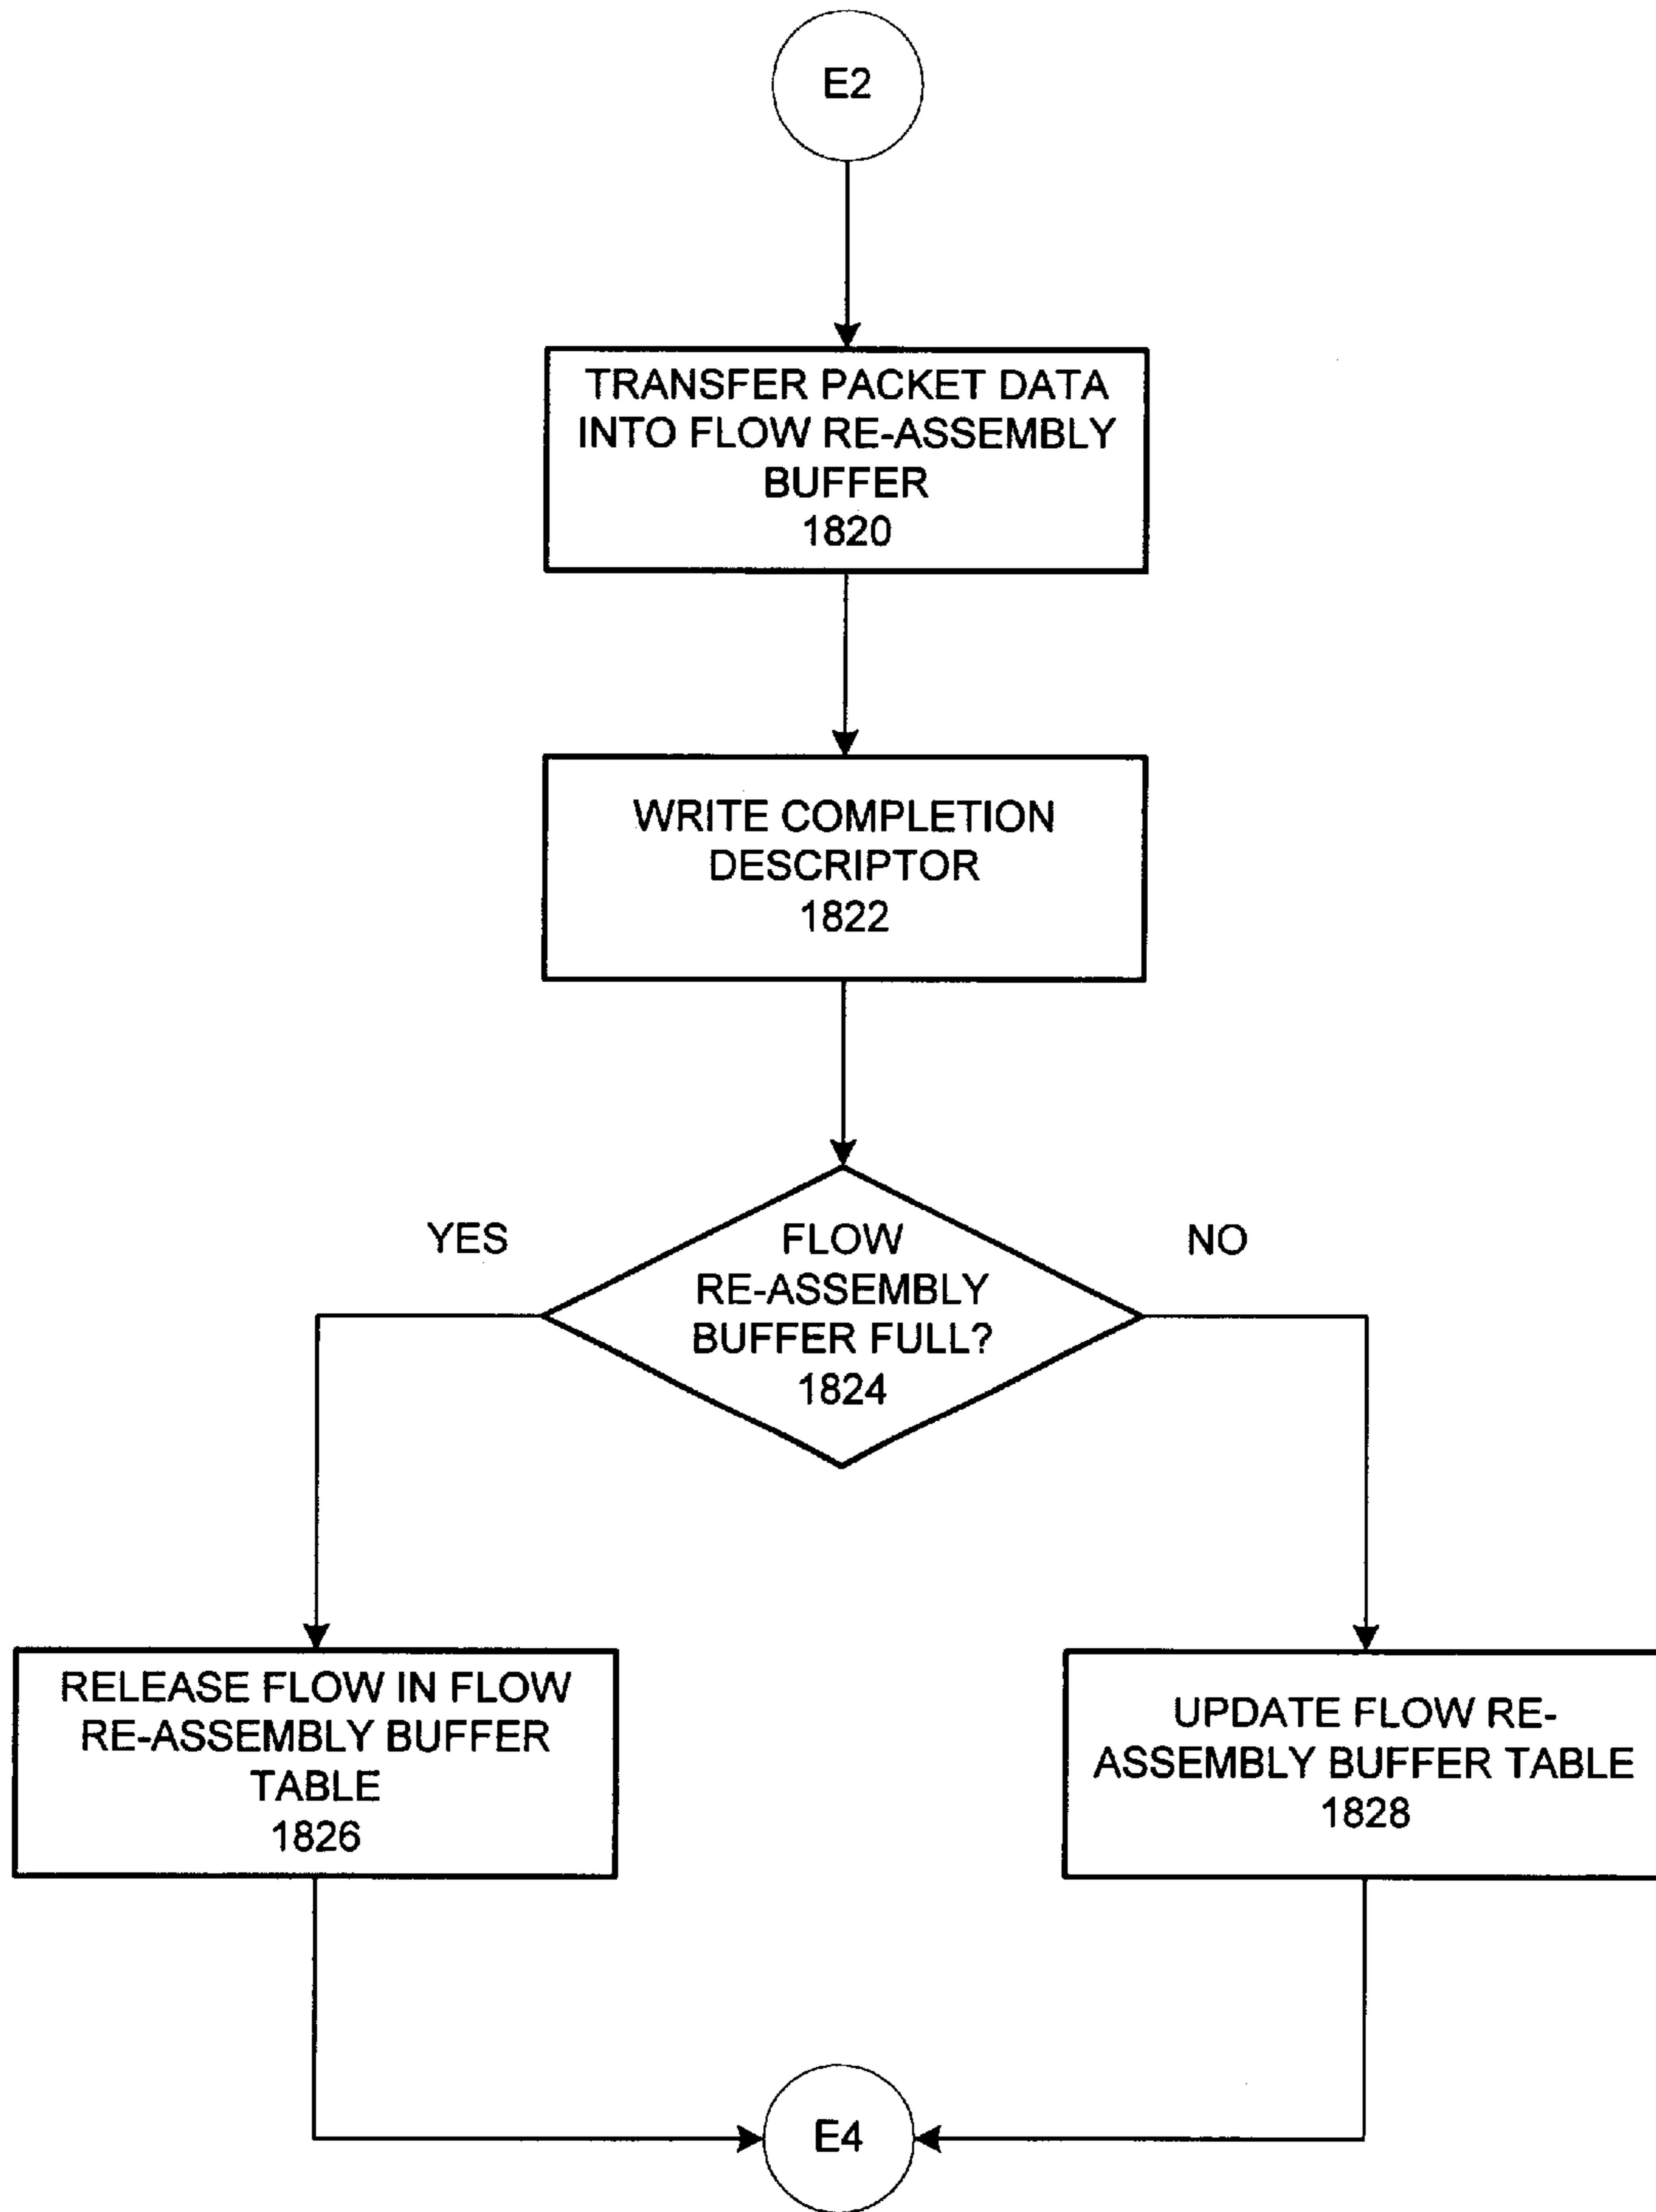 E2
TRANSFER PACKET DATA
INTO FLOW RE-ASSEMBLY
BUFFER
1820
WRITE COMPLETION
DESCRIPTOR
1822
YES
FLOW
RE-ASSEMBLY
BUFFER FULL?
1824
NO
RELEASE FLOW IN FLOW
RE-ASSEMBLY BUFFER
TABLE
1826
UPDATE FLOW RE-
ASSEMBLY BUFFER TABLE
1828
E4